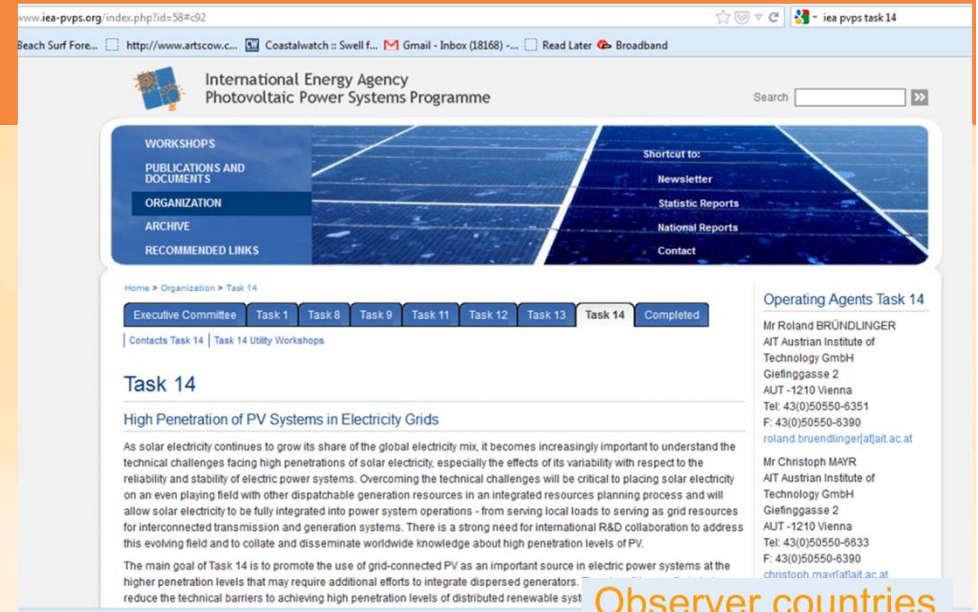 www.iea-pvps.org/index.php?id=58#c92
iea pvps task 14
Beach Surf Fore...
http://www.artscow.c...
Coastalwatch :: Swell f...
Gmail - Inbox (18168) -...
Read Later
Broadband
International Energy Agency
Photovoltaic Power Systems Programme
Search
WORKSHOPS
PUBLICATIONS AND
DOCUMENTS
ORGANIZATION
ARCHIVE
RECOMMENDED LINKS
Shortcut to:
Newsletter
Statistic Reports
National Reports
Contact
Home > Organization > Task 14
Executive Committee Task 1 Task 8 Task 9 Task 11 Task 12 Task 13 Task 14 Completed
Contacts Task 14 | Task 14 Utility Workshops
Task 14
High Penetration of PV Systems in Electricity Grids
As solar electricity continues to grow its share of the global electricity mix, it becomes increasingly important to understand the
technical challenges facing high penetrations of solar electricity, especially the effects of its variability with respect to the
reliability and stability of electric power systems. Overcoming the technical challenges will be critical to placing solar electricity
on an even playing field with other dispatchable generation resources in an integrated resources planning process and will
allow solar electricity to be fully integrated into power system operations - from serving local loads to serving as grid resources
for interconnected transmission and generation systems. There is a strong need for international R&D collaboration to address
this evolving field and to collate and disseminate worldwide knowledge about high penetration levels of PV.
The main goal of Task 14 is to promote the use of grid-connected PV as an important source in electric power systems at the
higher penetration levels that may require additional efforts to integrate dispersed generators.
reduce the technical barriers to achieving high penetration levels of distributed renewable syst
Operating Agents Task 14
Mr Roland BRÜNDLINGER
AIT Austrian Institute of
Technology GmbH
Giefinggasse 2
AUT -1210 Vienna
Tel: 43(0)50550-6351
F: 43(0)50550-6390
roland.bruendlinger[at]ait.ac.at
Mr Christoph MAYR
AIT Austrian Institute of
Technology GmbH
Giefinggasse 2
AUT -1210 Vienna
Tel: 43(0)50550-6633
F: 43(0)50550-6390
christoph.mayr[at]ait.ac.at
Observer countries